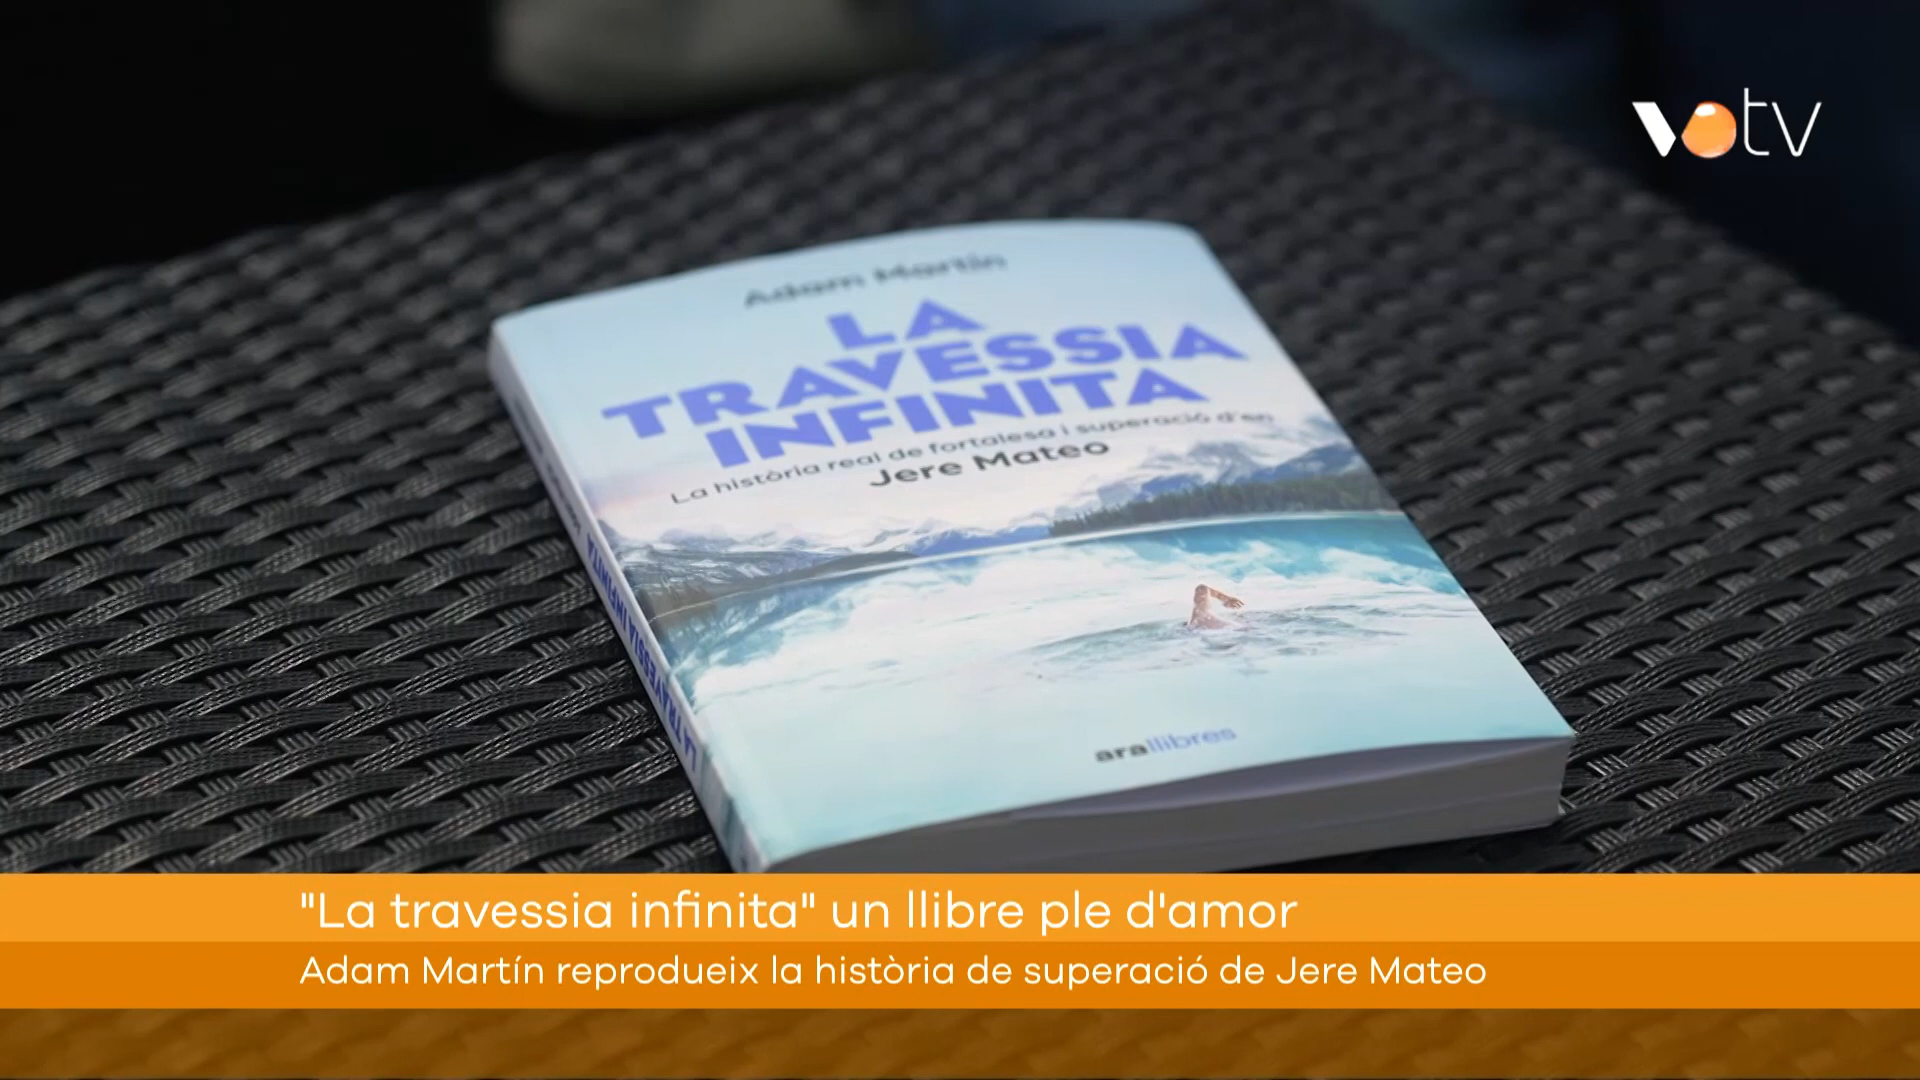 votv
Adam Martín
LA
TRAVESSIA
INFINITA
La història real de fortalesa i superació d'en
Jere Mateo
LA TRAVESSIA INFINITA
arallibres
"La travessia infinita" un llibre ple d'amor
Adam Martín reprodueix la història de superació de Jere Mateo